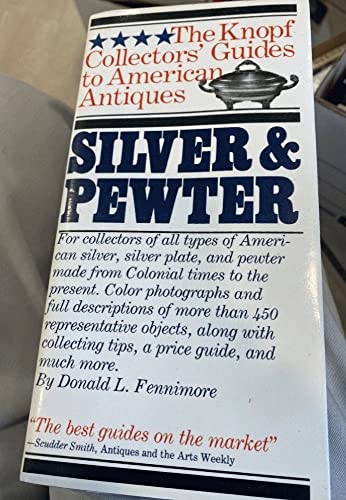 ★★★★The Knopf
Collectors' Guides
to American
Antiques
SILVER &
PEWTER
For collectors of all types of Ameri-
can silver, silver plate, and pewter
made from Colonial times to the
present. Color photographs and
full descriptions of more than 450
representative objects, along with
collecting tips, a price guide, and
much more.
By Donald L. Fennimore
"The best guides on the market"
—Scudder Smith, Antiques and the Arts Weekly